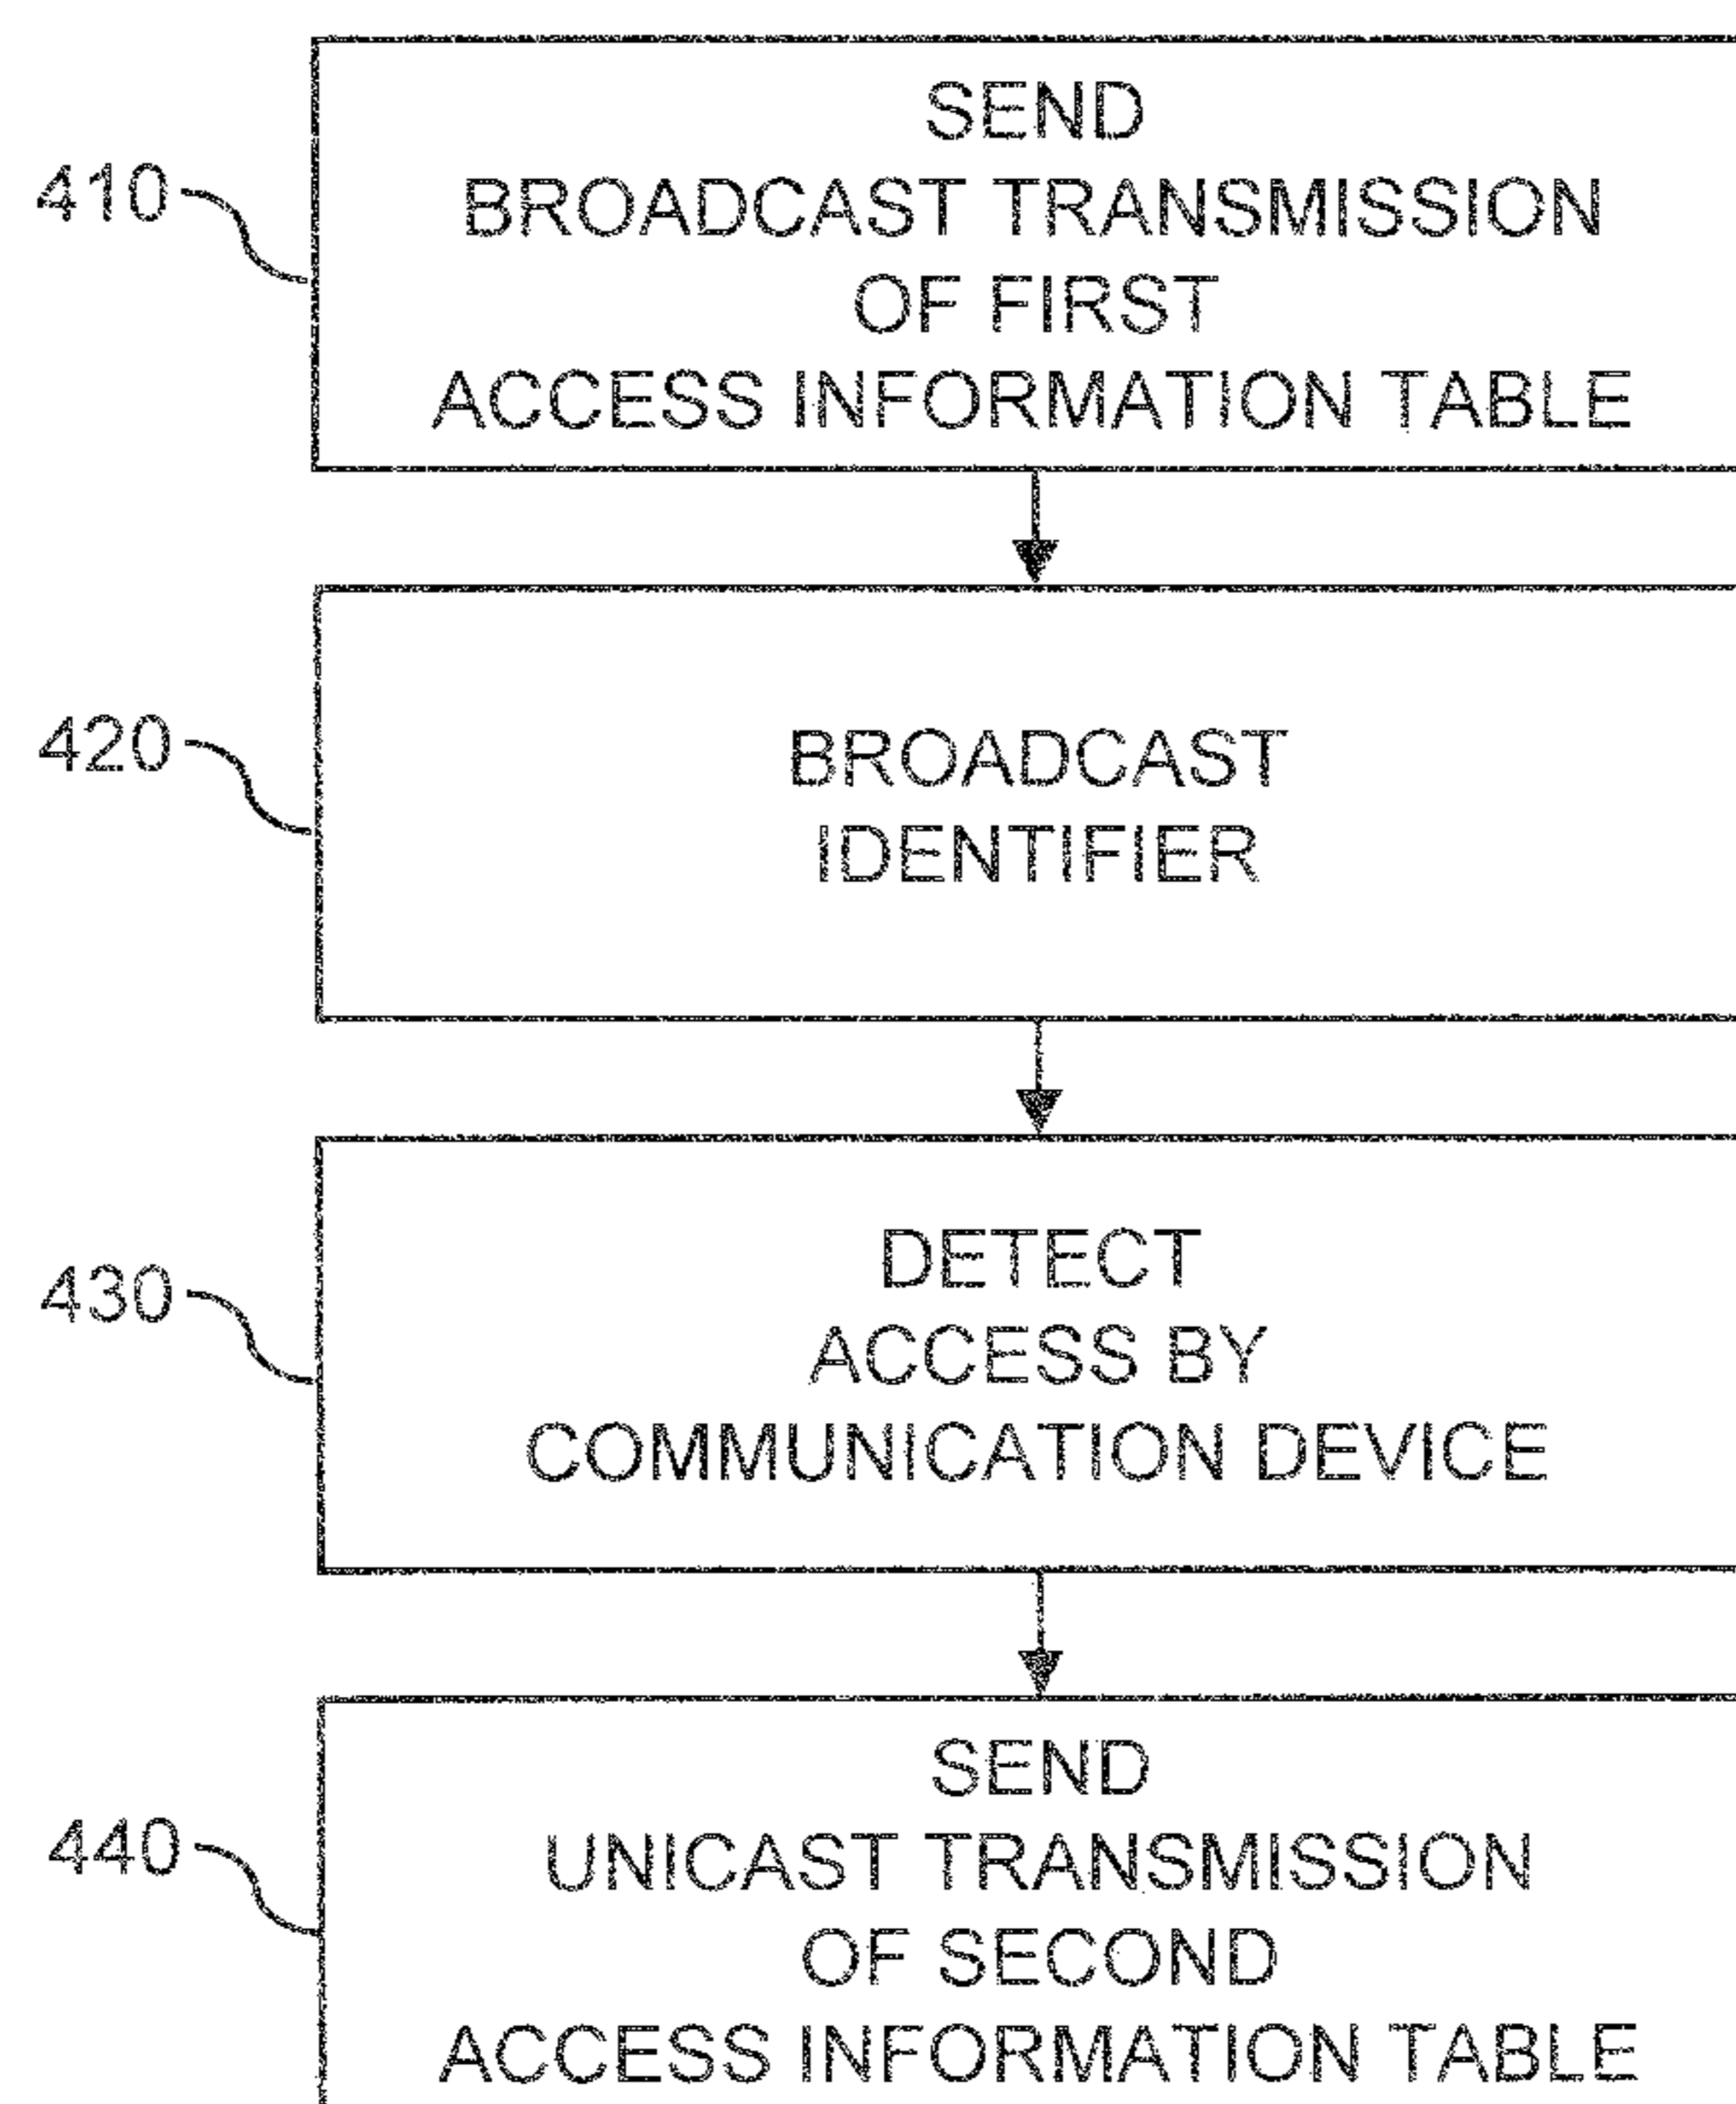 410
SEND
BROADCAST TRANSMISSION
OF FIRST
ACCESS INFORMATION TABLE
420
BROADCAST
IDENTIFIER
430
DETECT
ACCESS BY
COMMUNICATION DEVICE
440
SEND
UNICAST TRANSMISSION
OF SECOND
ACCESS INFORMATION TABLE